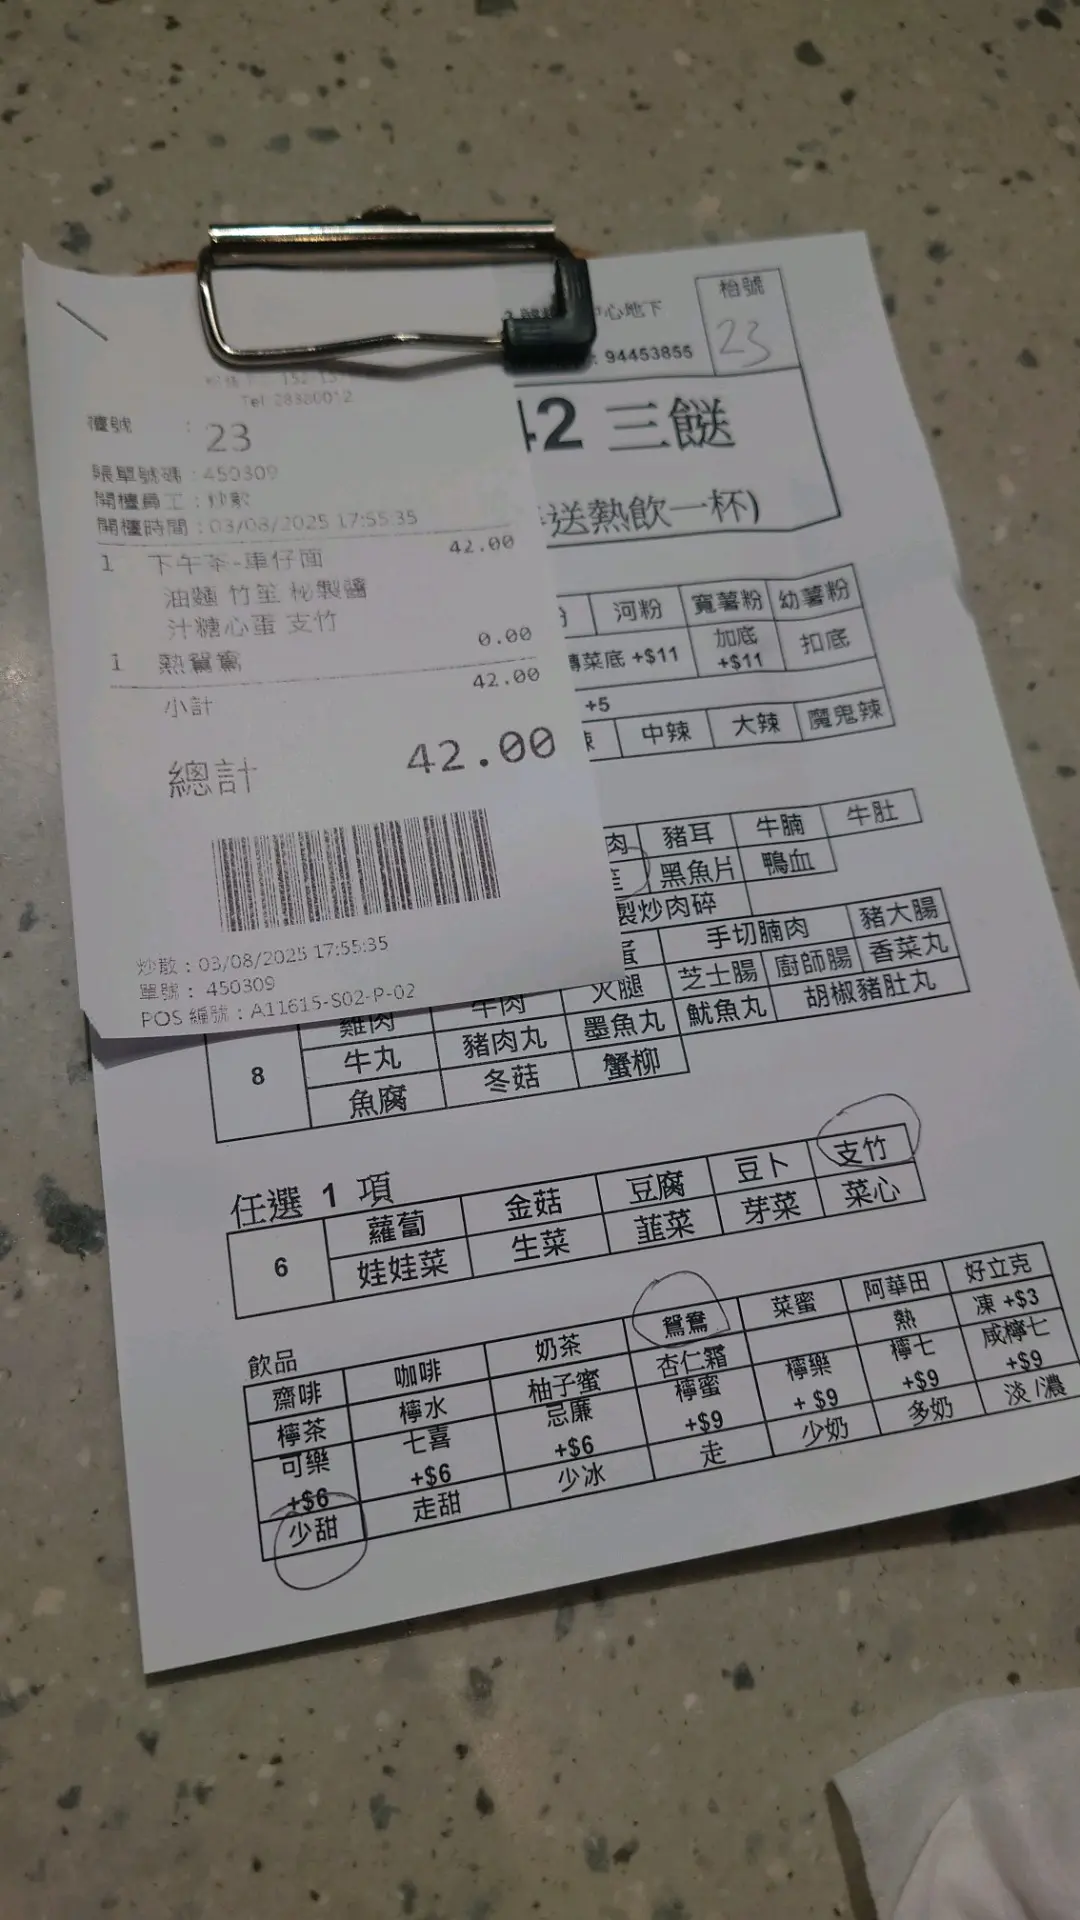 Tel 28380012
檯號 : 23
賬單號碼 : 450309
開檯員工 : 炒散
開檯時間 : 03/08/2025 17:55:35
1 下午茶-車仔面 42.00
油麵 竹笙 秘製醬
汁糖心蛋 支竹
1 熱鴛鴦 0.00
小計 42.00
總計 42.00
炒散 : 03/08/2025 17:55:35
單號 : 450309
POS 編號 : A11615-S02-P-02
中心地下
枱號
: 94453855
23
42 三餸
送熱飲一杯)
河粉 寬薯粉 幼薯粉
轉菜底 +$11 加底 +$11 扣底
+5
中辣 大辣 魔鬼辣
肉 豬耳 牛腩 牛肚
黑魚片 鴨血
製炒肉碎
蛋 手切腩肉 豬大腸
雞肉 牛肉 火腿 芝士腸 廚師腸 香菜丸
8 牛丸 豬肉丸 墨魚丸 魷魚丸 胡椒豬肚丸
魚腐 冬菇 蟹柳
任選 1 項
6 蘿蔔 金菇 豆腐 豆卜 支竹
娃娃菜 生菜 韮菜 芽菜 菜心
飲品
齋啡 咖啡 奶茶 鴛鴦 菜蜜 阿華田 好立克
檸茶 檸水 柚子蜜 杏仁霜 熱 凍 +$3
可樂 +$6 七喜 +$6 忌廉 +$6 檸蜜 +$9 檸樂 + $9 檸七 +$9 咸檸七 +$9
少甜 走甜 少冰 走 少奶 多奶 淡/濃